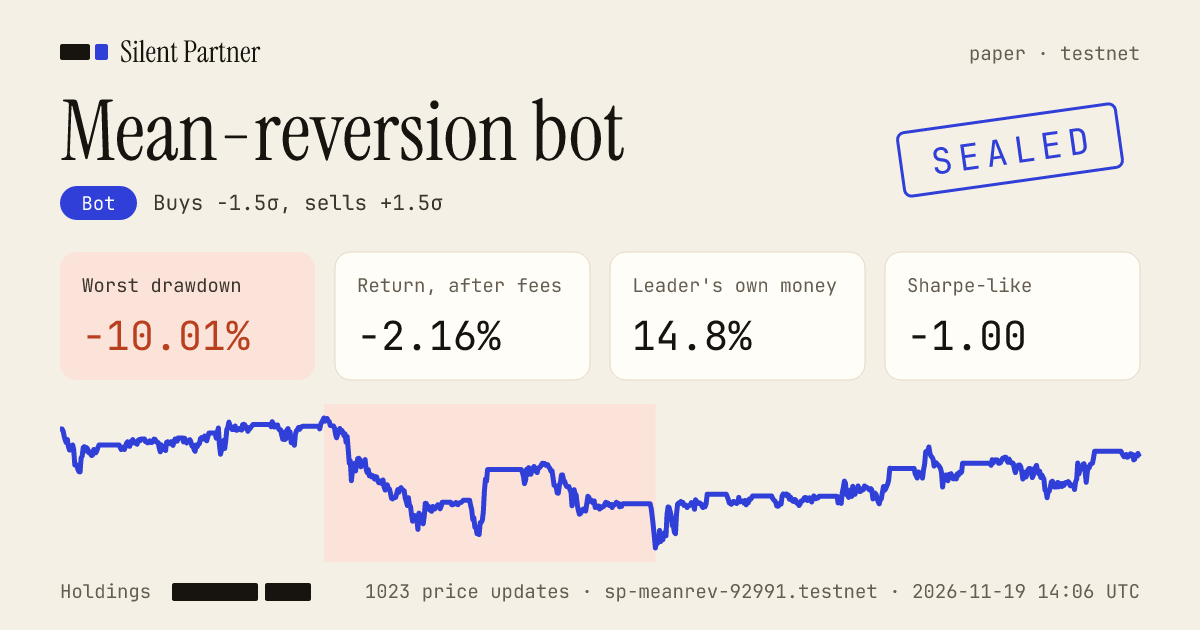 Silent Partner
paper · testnet
Mean-reversion bot
SEALED
Bot
Buys -1.5σ, sells +1.5σ
Worst drawdown
-10.01%
Return, after fees
-2.16%
Leader's own money
14.8%
Sharpe-like
-1.00
Holdings
1023 price updates · sp-meanrev-92991.testnet · 2026-11-19 14:06 UTC